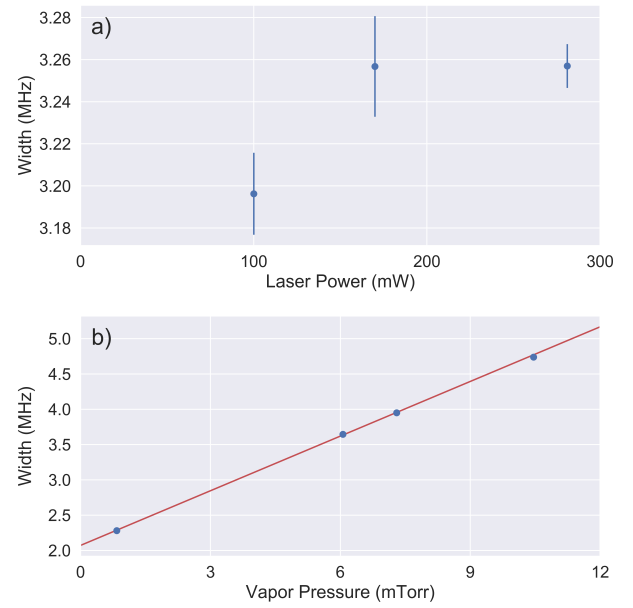 a)
3.28
3.26
3.24
3.22
3.20
3.18
Width (MHz)
0 100 200 300
Laser Power (mW)
b)
5.0
4.5
4.0
3.5
3.0
2.5
2.0
Width (MHz)
0 3 6 9 12
Vapor Pressure (mTorr)